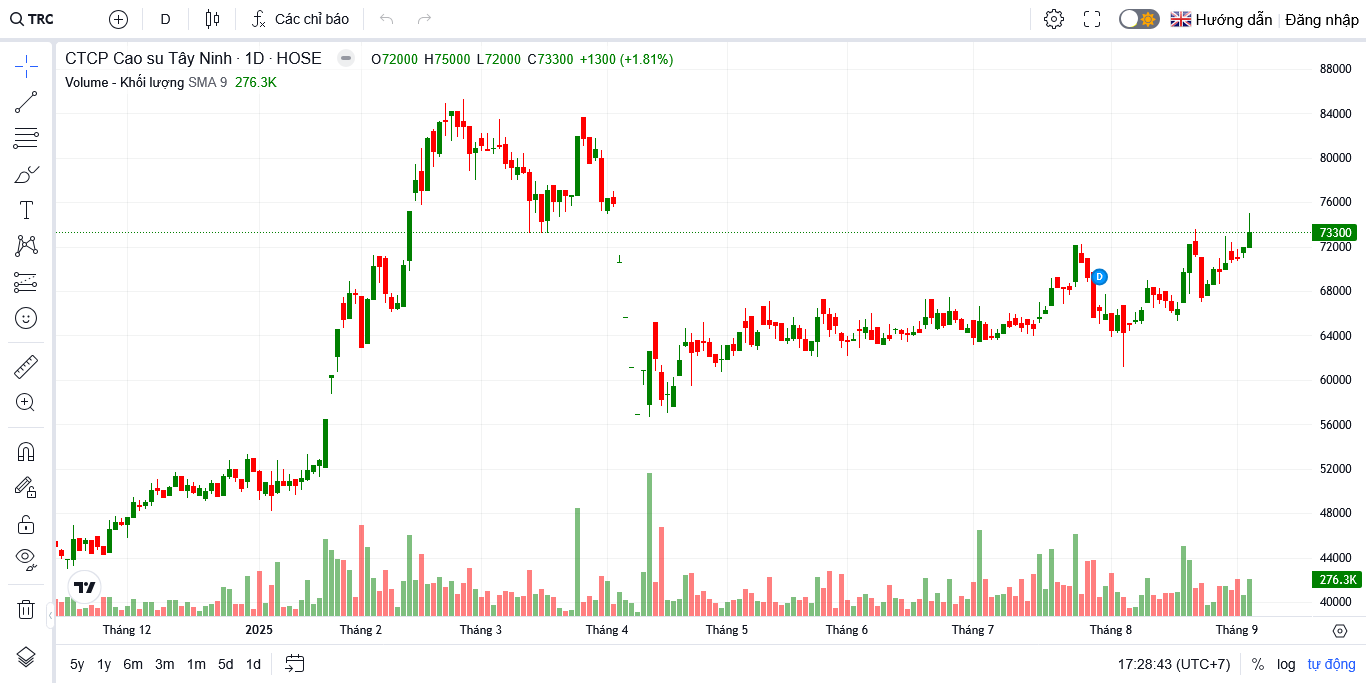 TRC D Các chỉ báo Hướng dẫn Đăng nhập
CTCP Cao su Tây Ninh · 1D · HOSE O72000 H75000 L72000 C73300 +1300 (+1.81%)
Volume - Khối lượng SMA 9 276.3K
88000
84000
80000
76000
73300
72000
68000
64000
60000
56000
52000
48000
44000
276.3K
40000
D
Tháng 12 2025 Tháng 2 Tháng 3 Tháng 4 Tháng 5 Tháng 6 Tháng 7 Tháng 8 Tháng 9
5y 1y 6m 3m 1m 5d 1d 17:28:43 (UTC+7) % log tự động